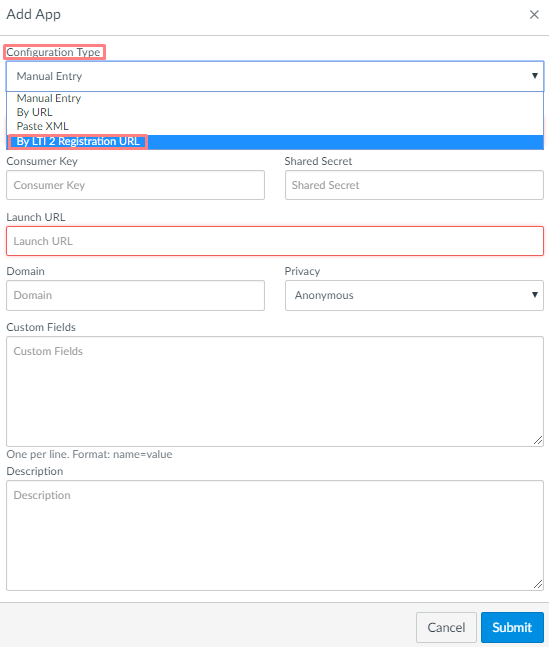 Add App
×
Configuration Type
Manual Entry
Manual Entry
By URL
Paste XML
By LTI 2 Registration URL
Consumer Key Shared Secret
Consumer Key Shared Secret
Launch URL
Launch URL
Domain Privacy
Domain Anonymous
Custom Fields
Custom Fields
One per line. Format: name=value
Description
Description
Cancel Submit